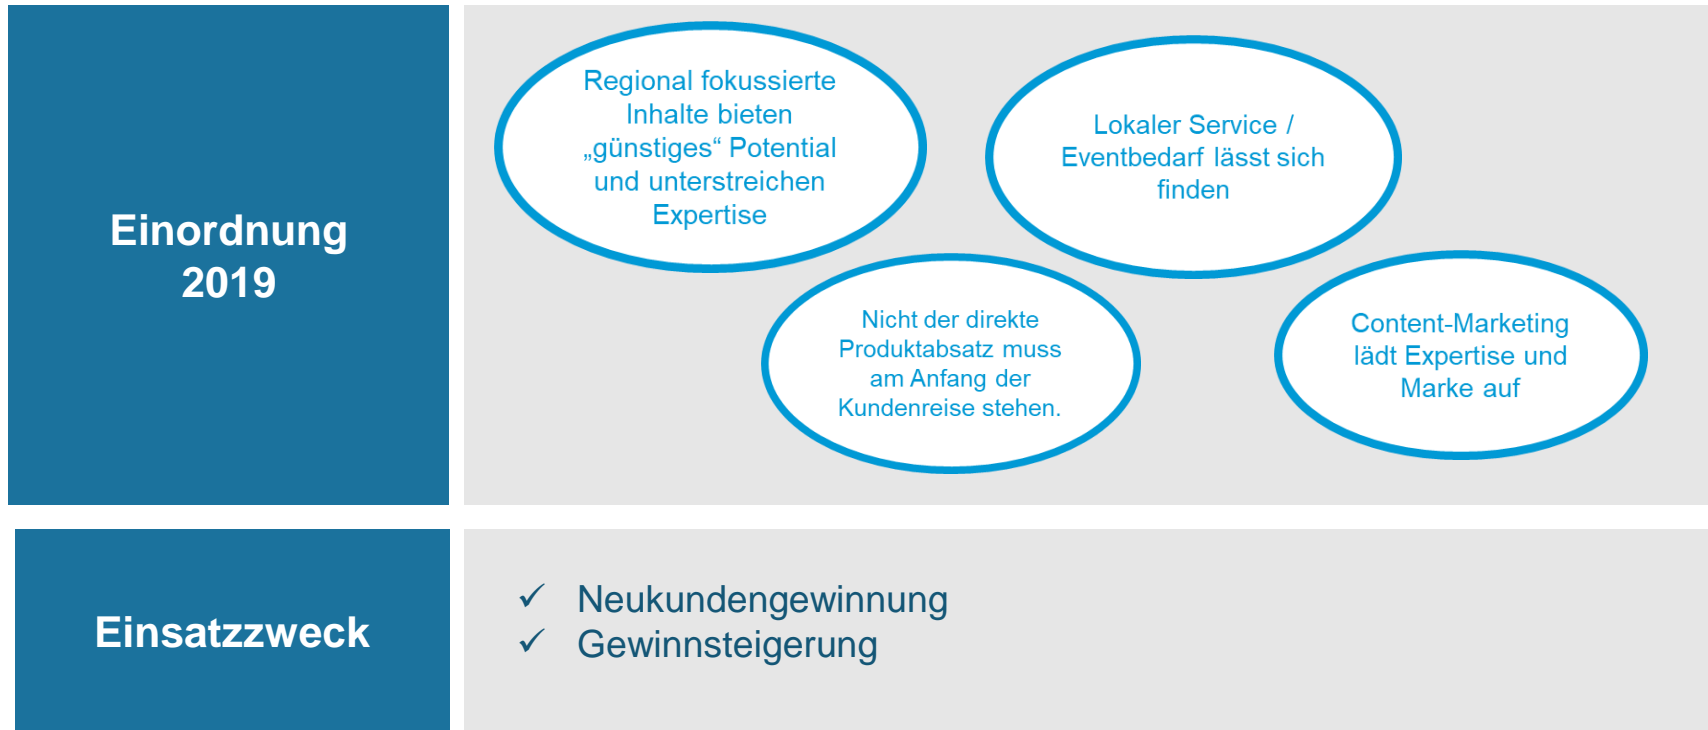 Einordnung
2019
Regional fokussierte
Inhalte bieten
„günstiges“ Potential
und unterstreichen
Expertise
Lokaler Service /
Eventbedarf lässt sich
finden
Nicht der direkte
Produktabsatz muss
am Anfang der
Kundenreise stehen.
Content-Marketing
lädt Expertise und
Marke auf
Einsatzzweck
✓ Neukundengewinnung
✓ Gewinnsteigerung